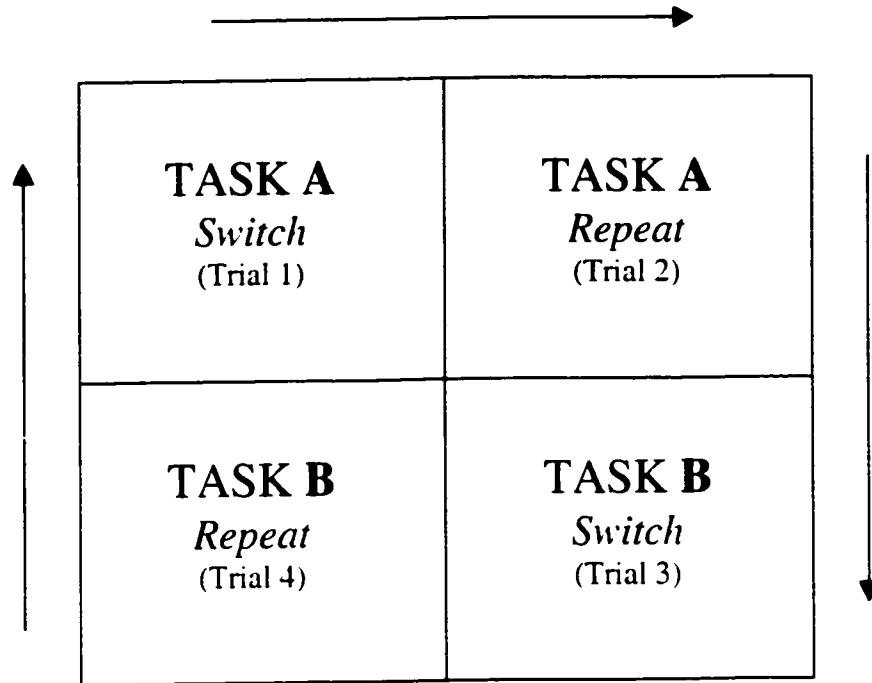 TASK A
Switch
(Trial 1)
TASK A
Repeat
(Trial 2)
TASK B
Repeat
(Trial 4)
TASK B
Switch
(Trial 3)